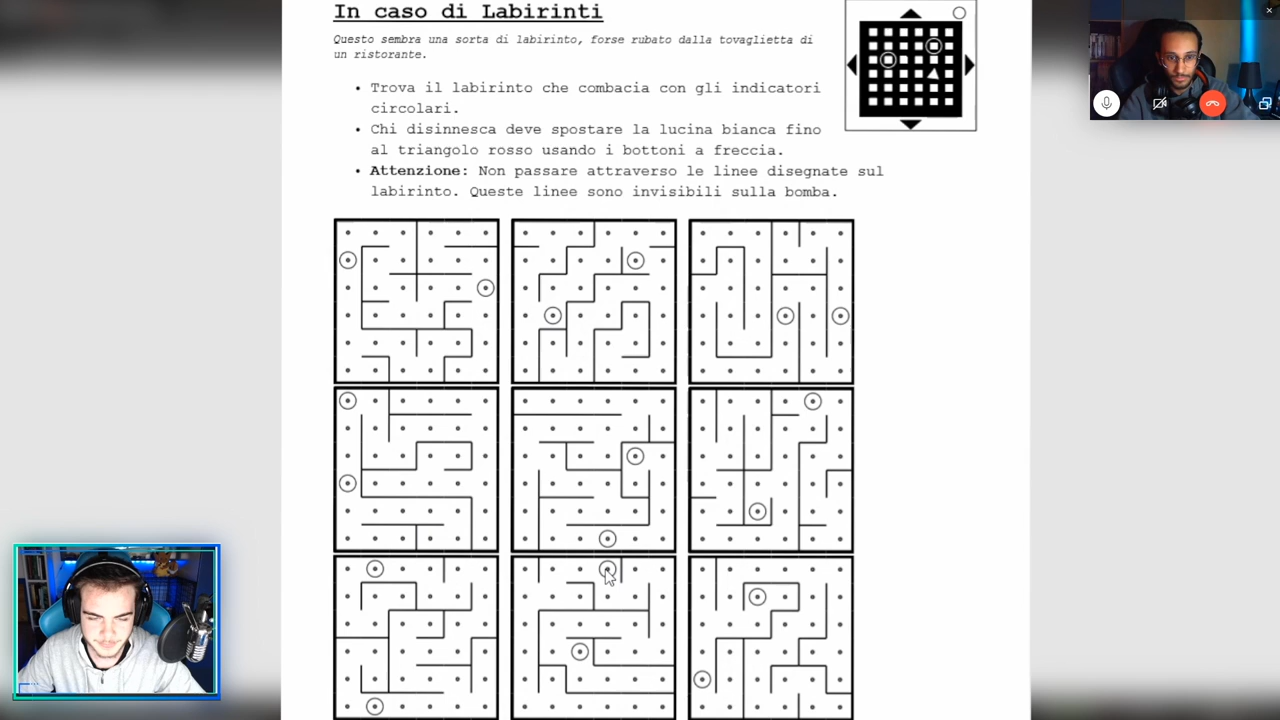 In caso di Labirinti
Questo sembra una sorta di labirinto, forse rubato dalla tovaglietta di
un ristorante.
• Trova il labirinto che combacia con gli indicatori
circolari.
• Chi disinnesca deve spostare la lucina bianca fino
al triangolo rosso usando i bottoni a freccia.
• Attenzione: Non passare attraverso le linee disegnate sul
labirinto. Queste linee sono invisibili sulla bomba.